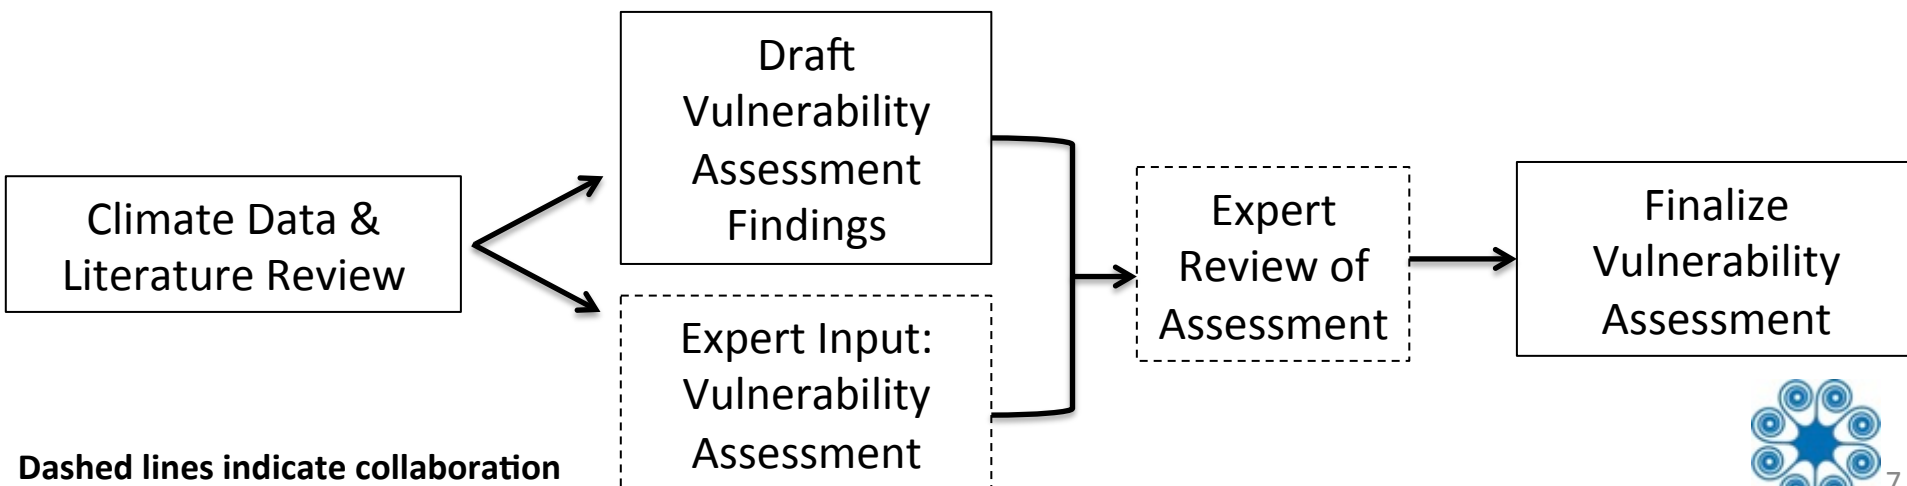 Climate Data &
Literature Review
Draft
Vulnerability
Assessment
Findings
Expert Input:
Vulnerability
Assessment
Expert
Review of
Assessment
Finalize
Vulnerability
Assessment
Dashed lines indicate collaboration
7